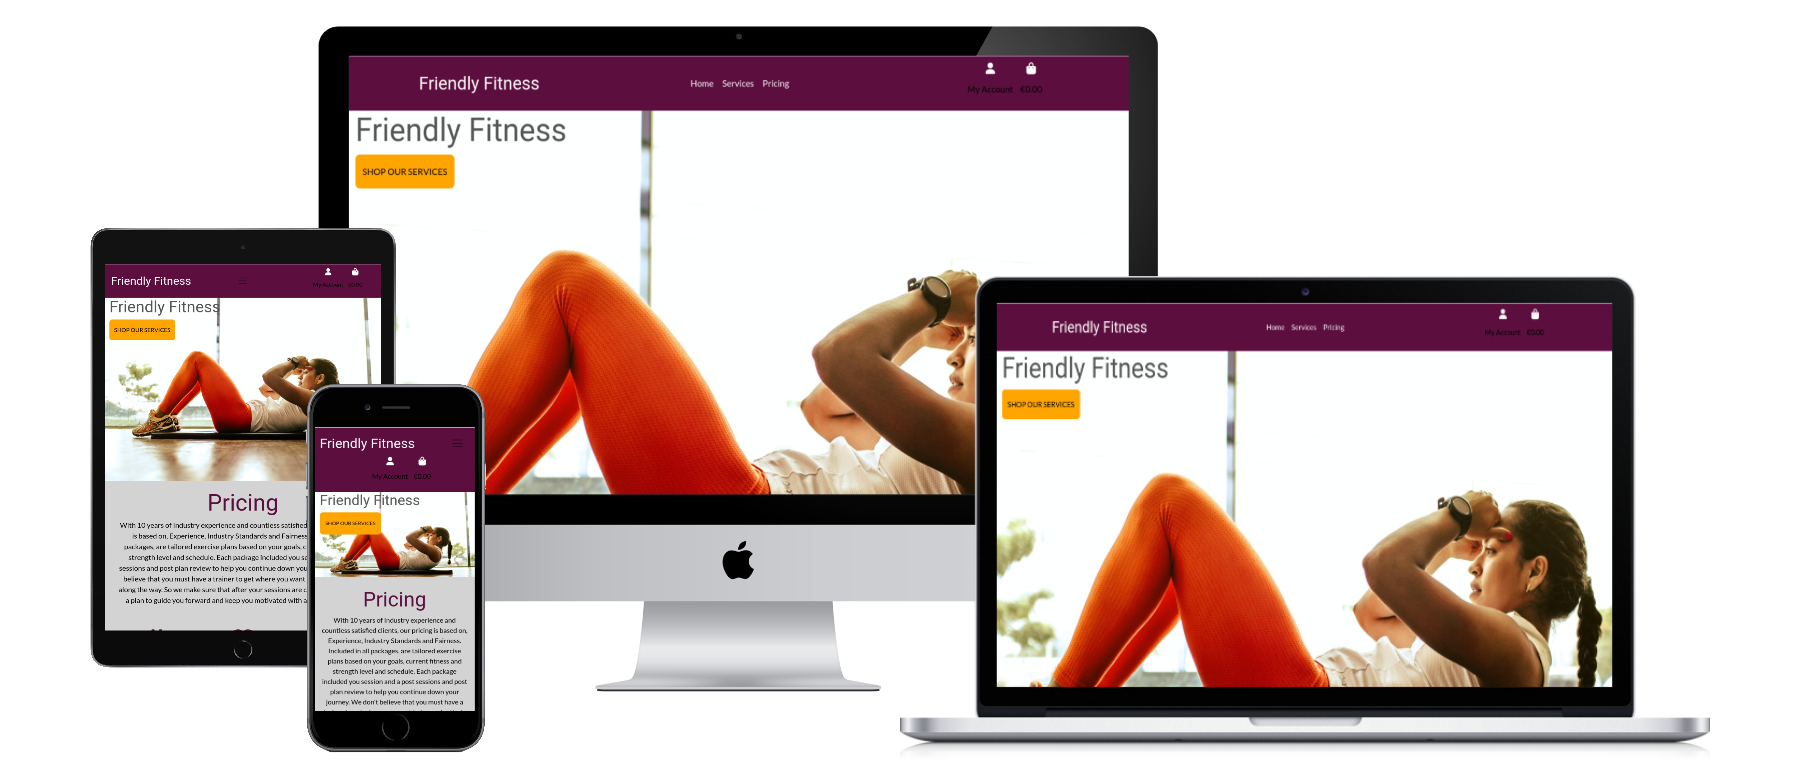 Friendly Fitness
Home Services Pricing
My Account €0.00
Friendly Fitness
SHOP OUR SERVICES
Friendly Fitness
My Account €0.00
Friendly Fitness
SHOP OUR SERVICES
Pricing
With 10 years of industry experience and countless satisfied
is based on, Experience, Industry Standards and Fairness
packages, are tailored exercise plans based on your goals, c
strength level and schedule. Each package included you s
sessions and post plan review to help you continue down you
believe that you must have a trainer to get where you want
along the way. So we make sure that after your sessions are c
a plan to guide you forward and keep you motivated with a
Friendly Fitness
My Account €0.00
Friendly Fitness
SHOP OUR SERVICES
Pricing
With 10 years of industry experience and
countless satisfied clients, our pricing is based on,
Experience, Industry Standards and Fairness.
Included in all packages, are tailored exercise
plans based on your goals, current fitness and
strength level and schedule. Each package
included you session and a post sessions and post
plan review to help you continue down your
journey. We don't believe that you must have a
Friendly Fitness
Home Services Pricing
My Account €0.00
Friendly Fitness
SHOP OUR SERVICES